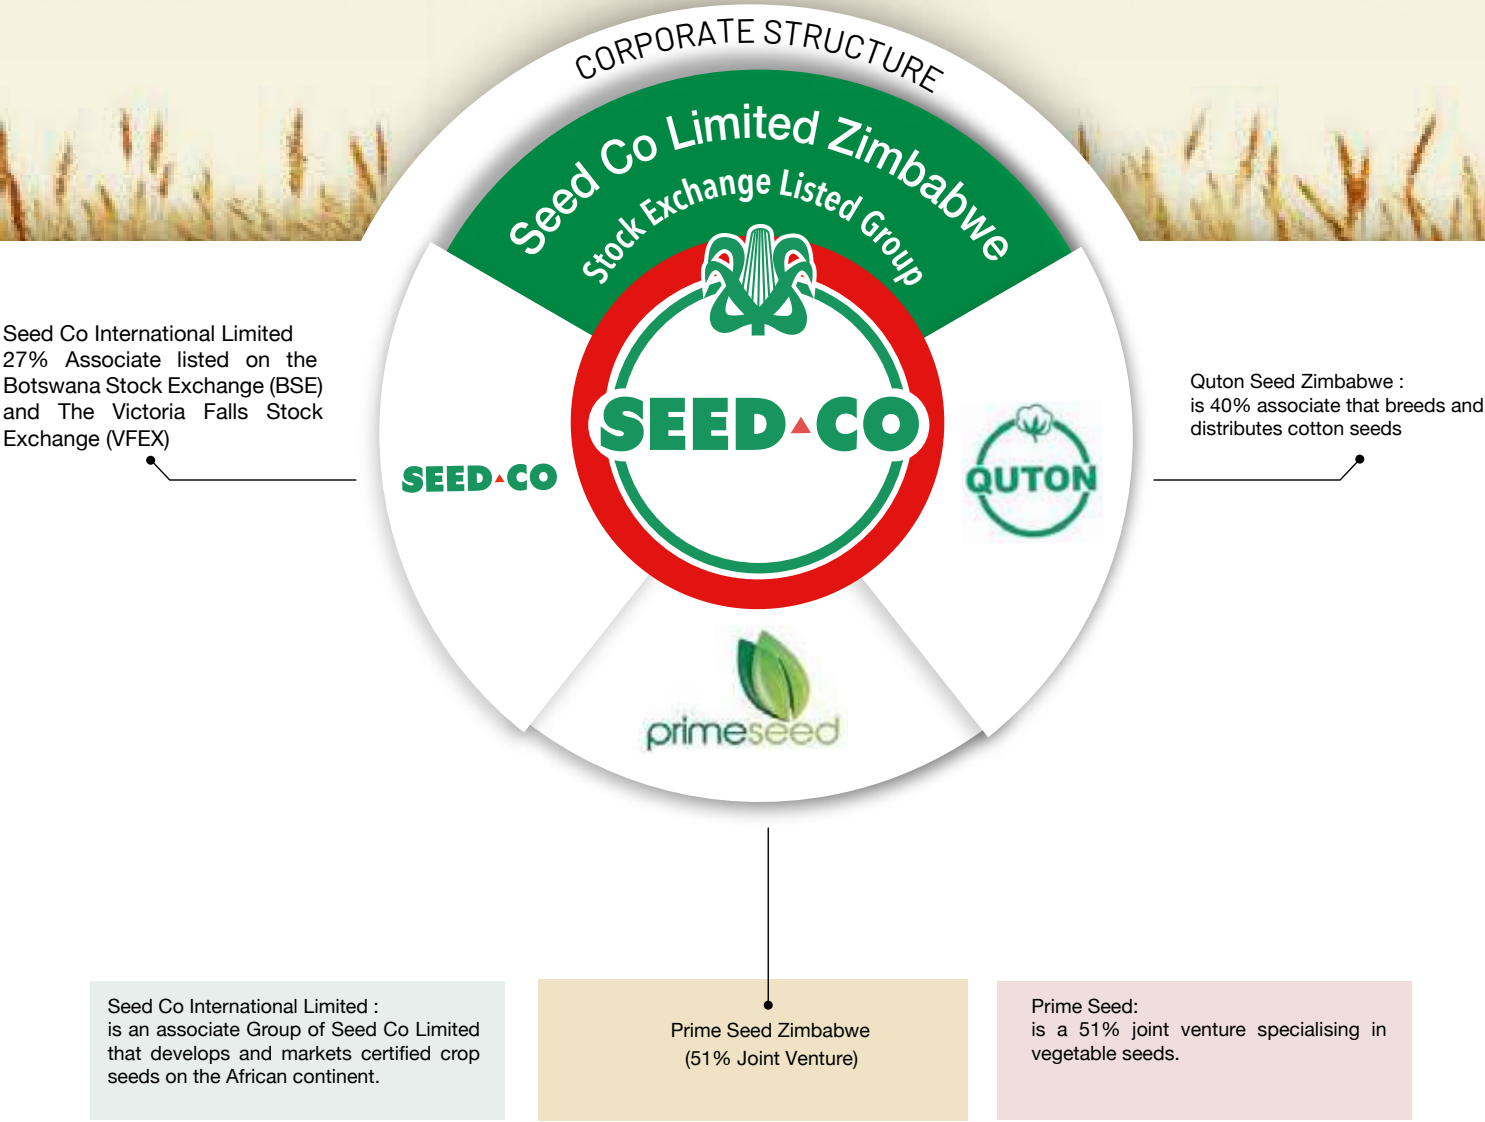 CORPORATE STRUCTURE
Seed Co Limited Zimbabwe
Stock Exchange Listed Group
SEED CO
Seed Co International Limited
27% Associate listed on the
Botswana Stock Exchange (BSE)
and The Victoria Falls Stock
Exchange (VFEX)
SEED CO
QUTON
Quton Seed Zimbabwe :
is 40% associate that breeds and
distributes cotton seeds
primeseed
Seed Co International Limited :
is an associate Group of Seed Co Limited
that develops and markets certified crop
seeds on the African continent.
Prime Seed Zimbabwe
(51% Joint Venture)
Prime Seed:
is a 51% joint venture specialising in
vegetable seeds.